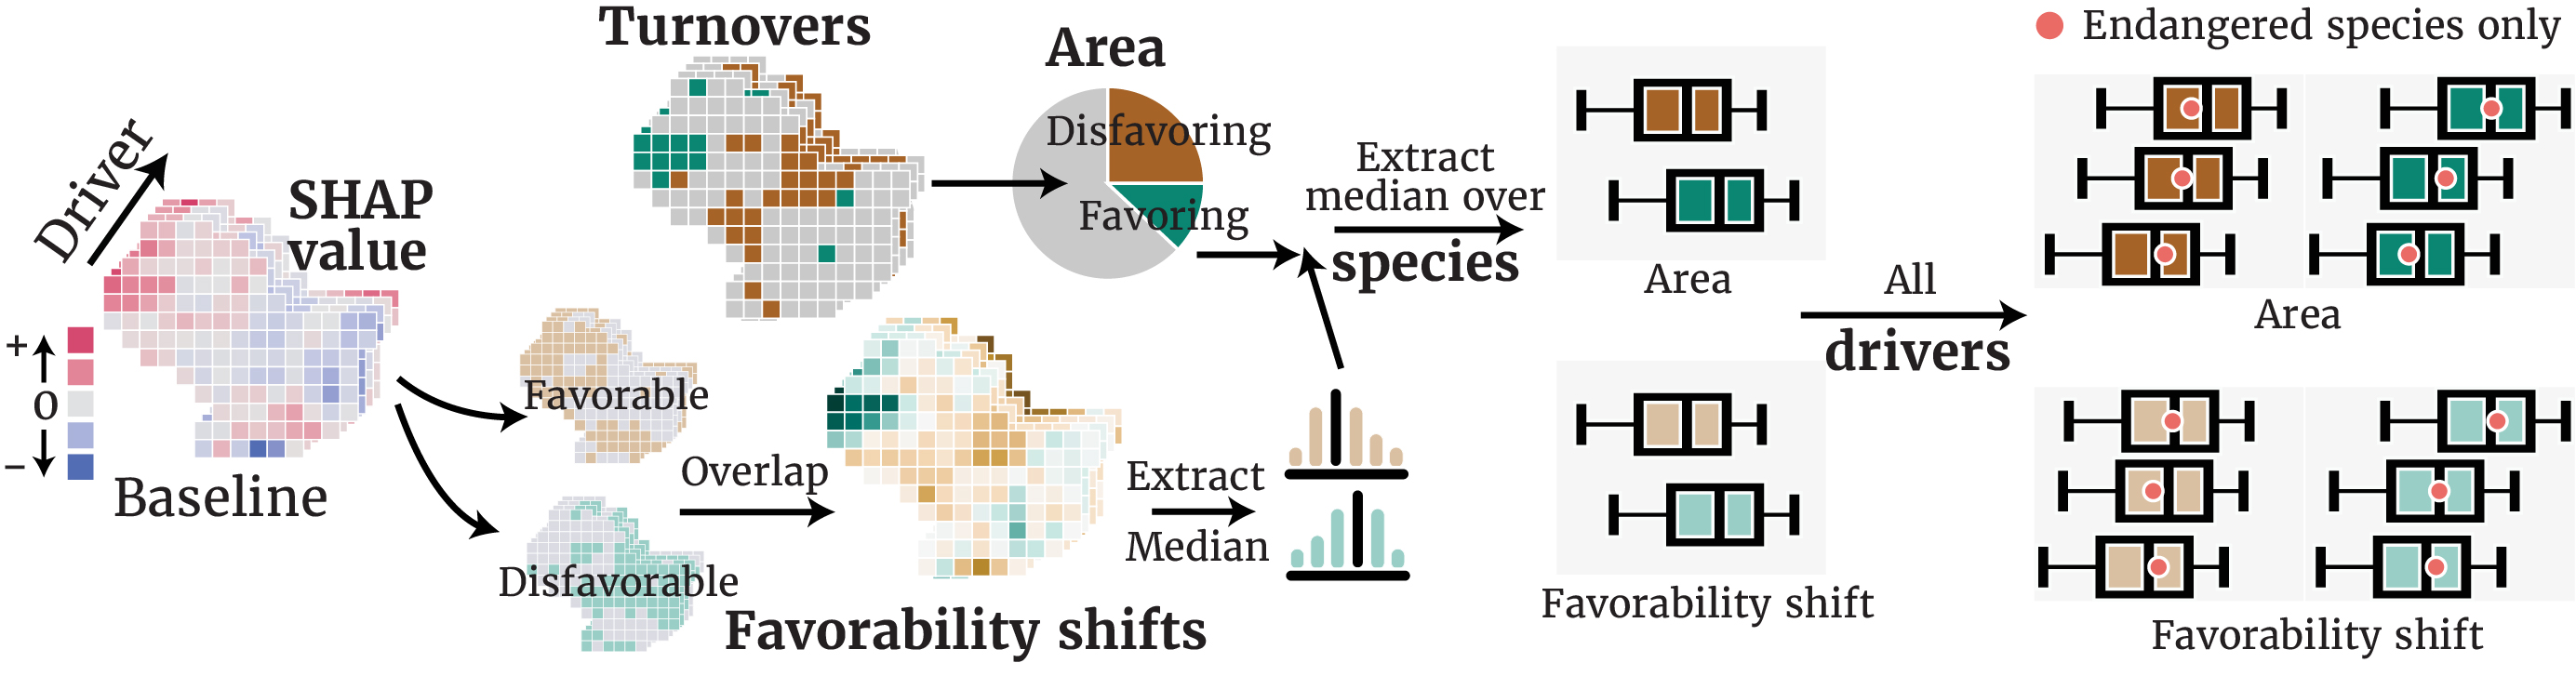 Driver
SHAP
value
+
0
−
Baseline
Turnovers
Area
Disfavoring
Favoring
Favorable
Disfavorable
Overlap
Favorability shifts
Extract
Median
Extract
median over
species
Area
Favorability shift
All
drivers
Endangered species only
Area
Favorability shift